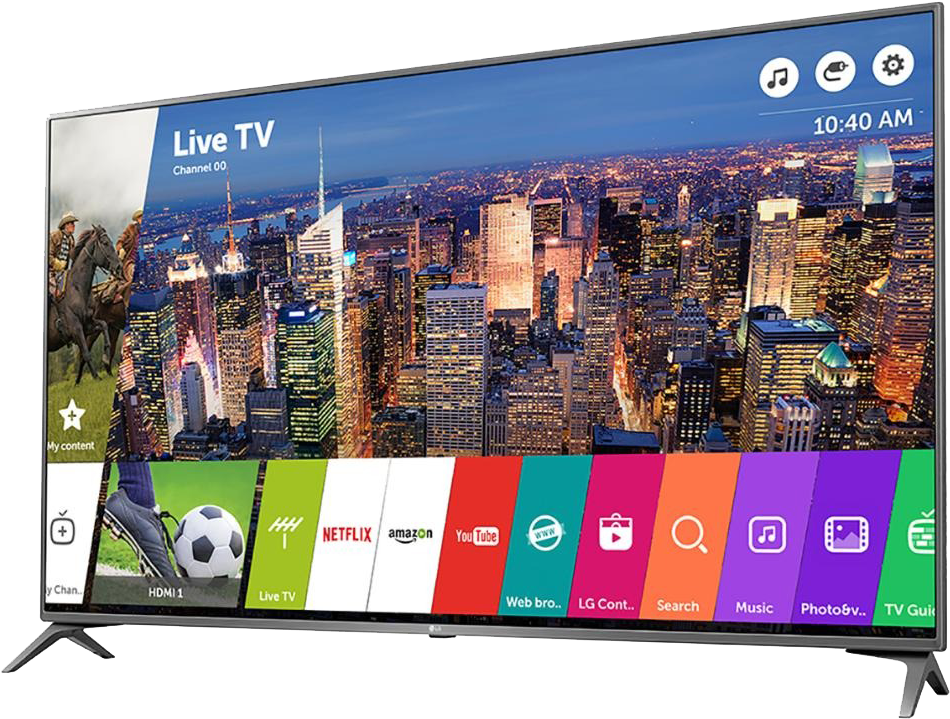 Live TV
Channel 00
10:40 AM
My content
y Chan..
HDMI 1
Live TV
NETFLIX
amazon
YouTube
www
Web bro..
LG Cont..
Search
Music
Photo&v..
TV Guid
LG